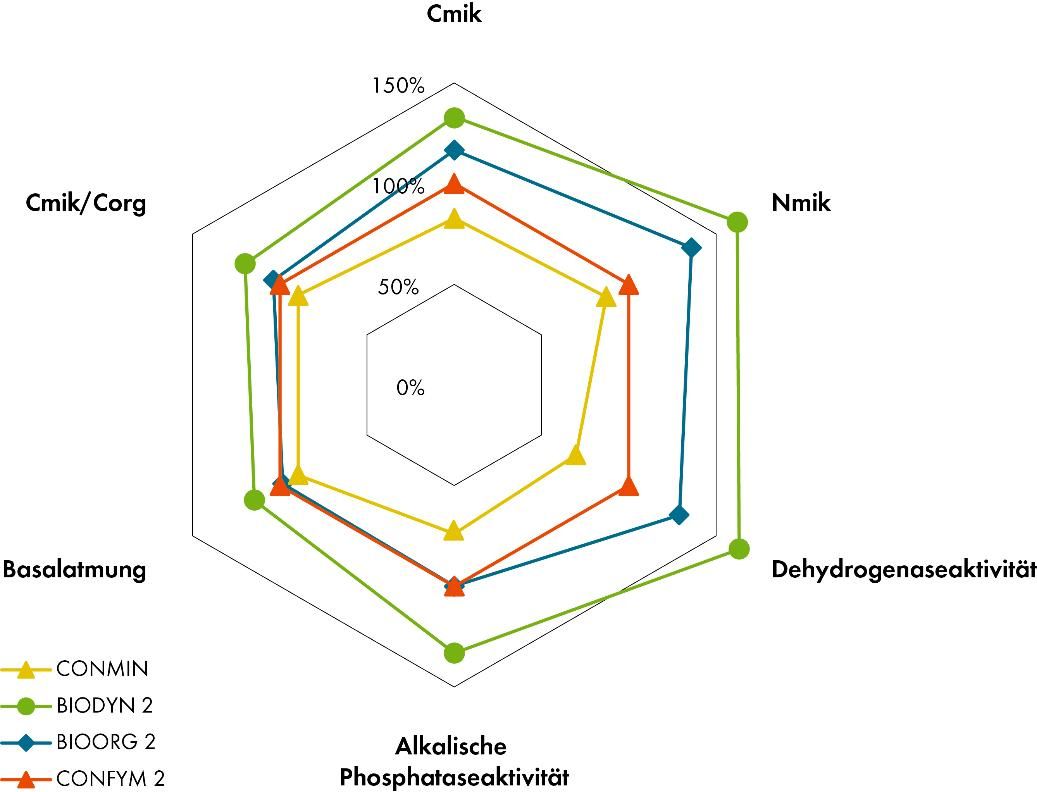 Cmik
150%
100%
Cmik/Corg
Nmik
50%
0%
Basalatmung
Dehydrogenaseaktivität
CONMIN
BIODYN 2
BIOORG 2
CONFYM 2
Alkalische
Phosphataseaktivität